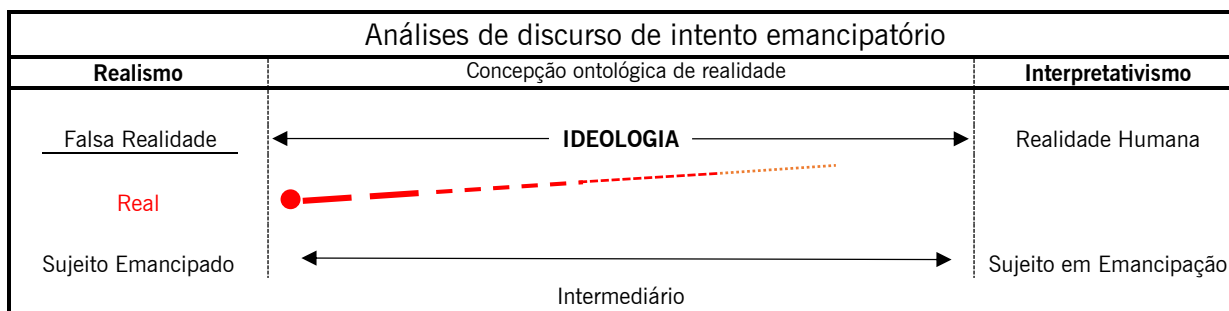 Análises de discurso de intento emancipatório
Realismo
Concepção ontológica de realidade
Interpretativismo
Falsa Realidade
IDEOLOGIA
Realidade Humana
Real
Sujeito Emancipado
Sujeito em Emancipação
Intermediário